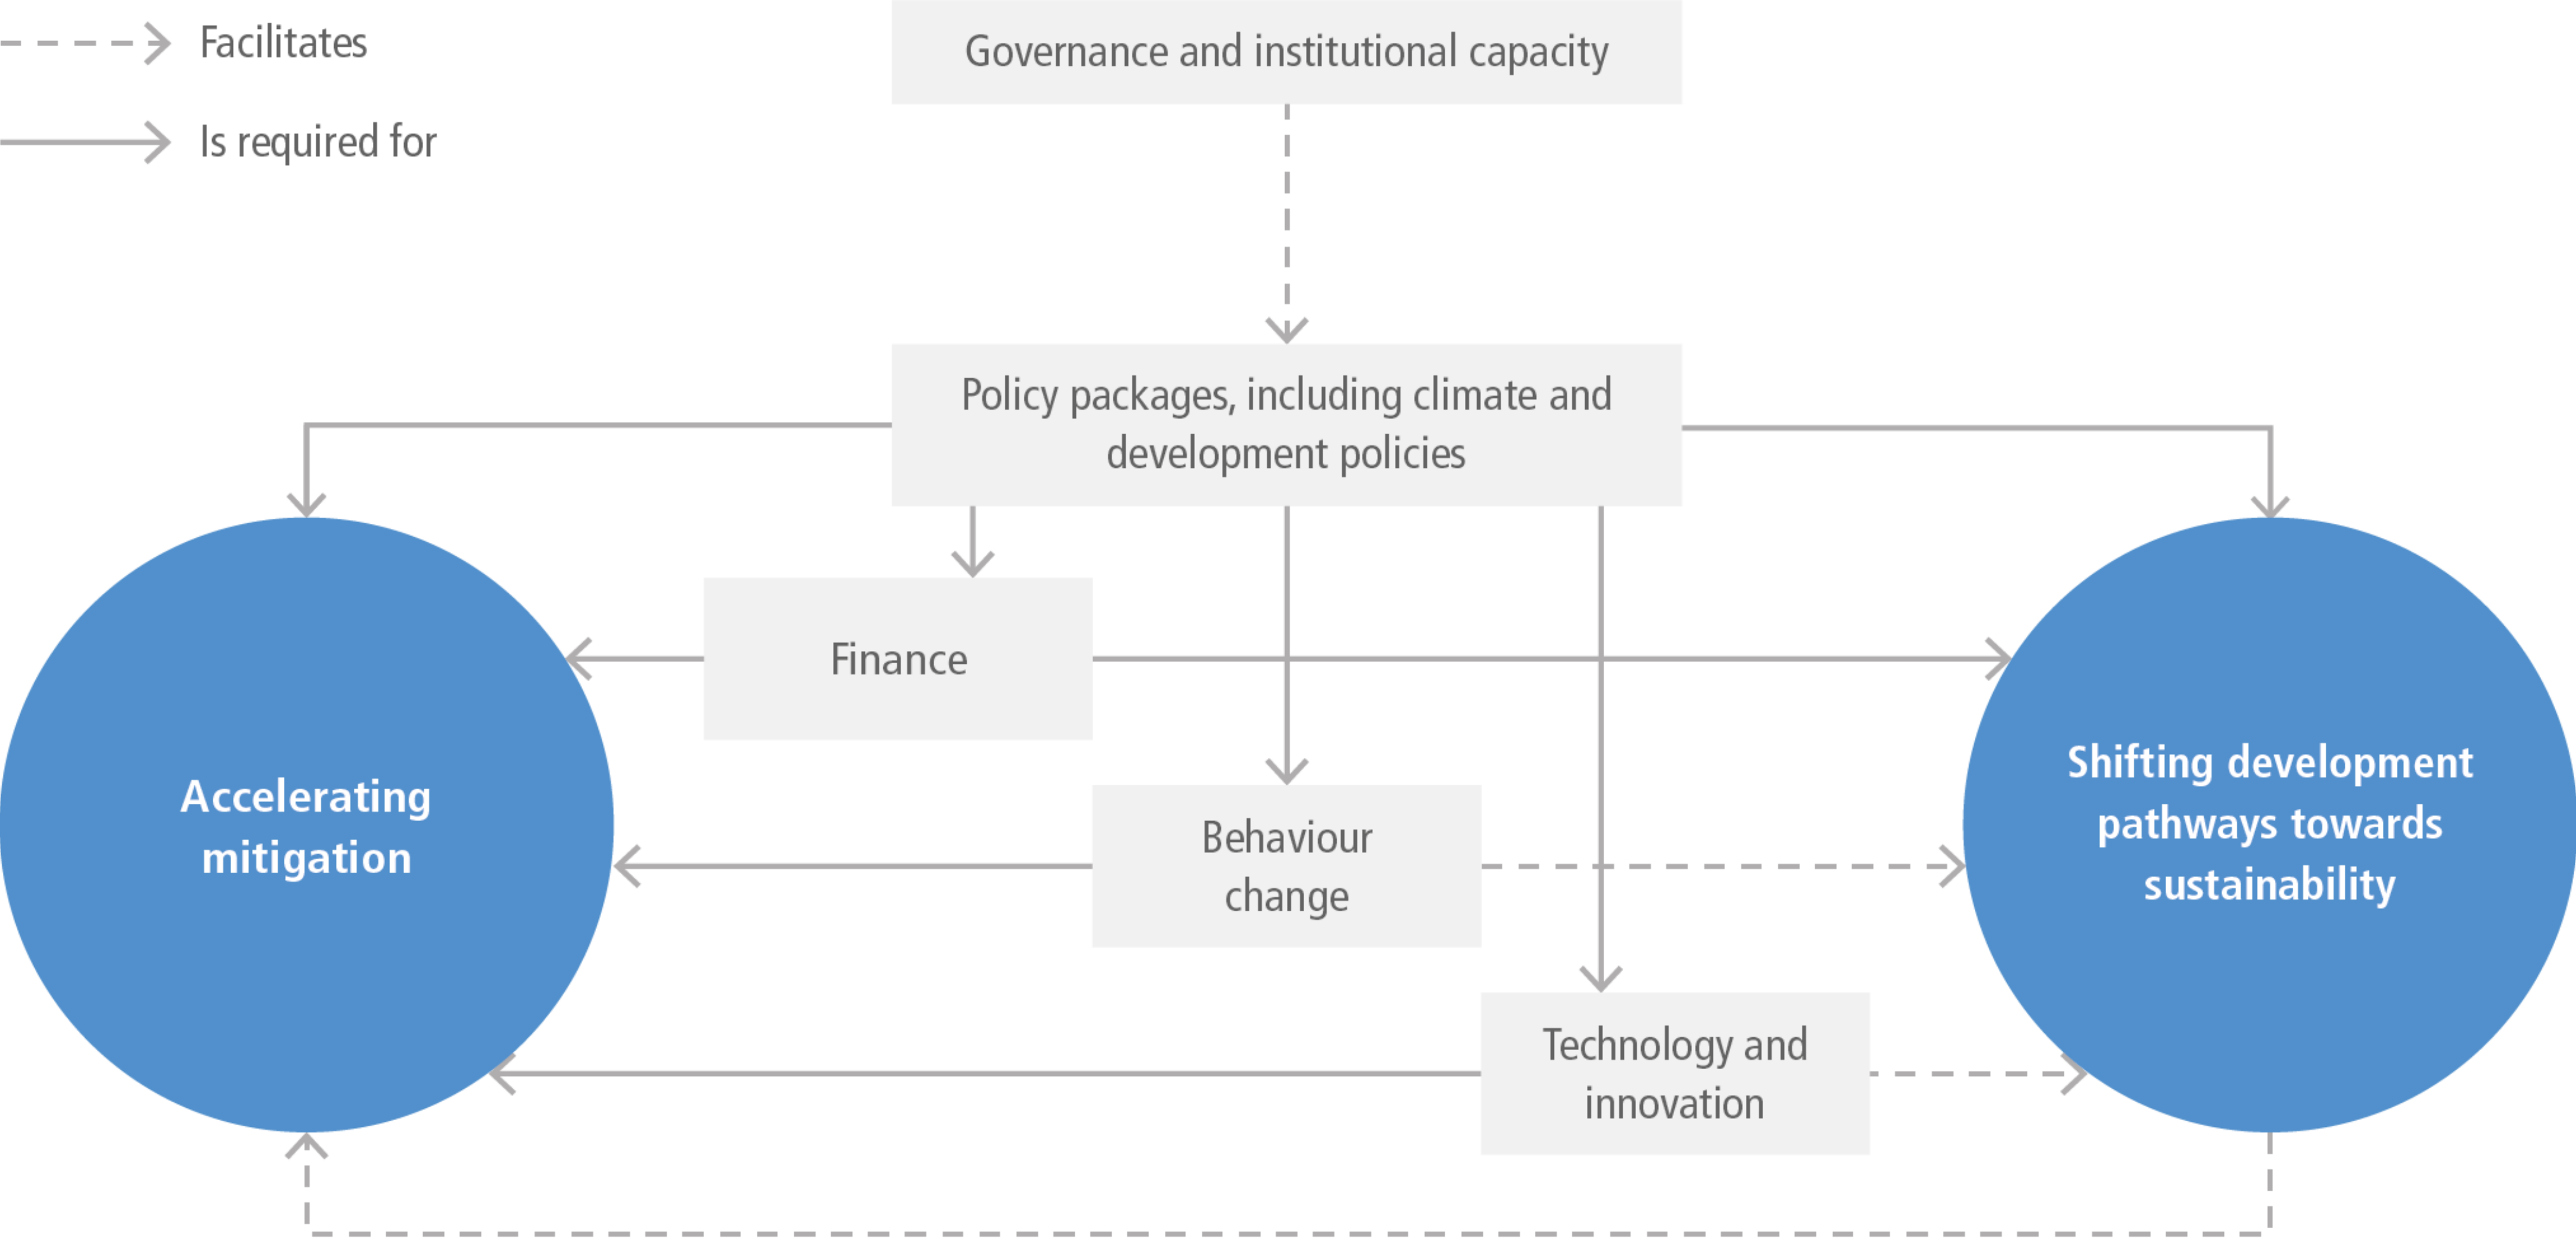 Facilitates
Is required for
Governance and institutional capacity
Policy packages, including climate and
development policies
Finance
Accelerating
mitigation
Behaviour
change
Shifting development
pathways towards
sustainability
Technology and
innovation